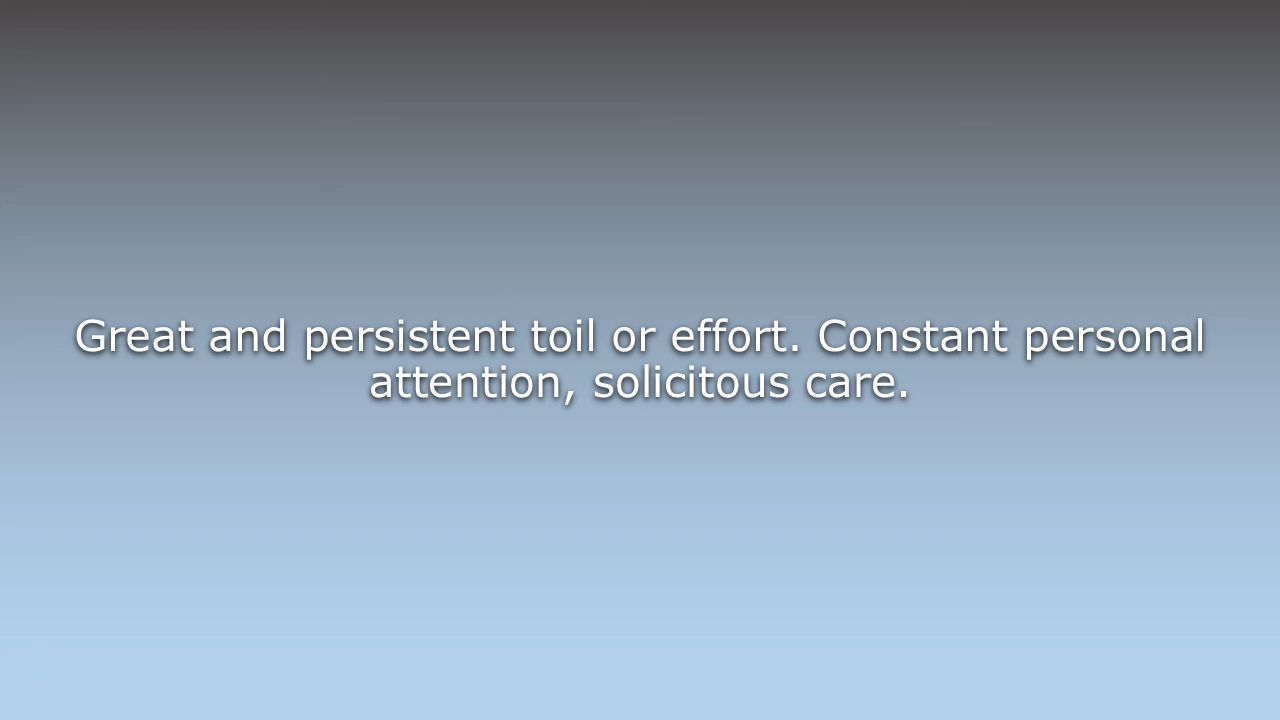 Great and persistent toil or effort. Constant personal
attention, solicitous care.